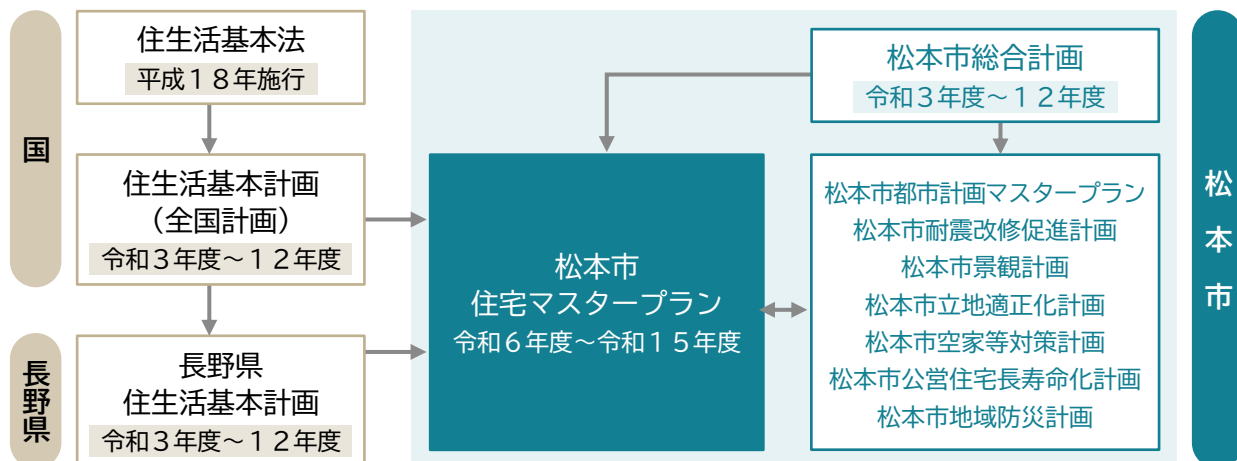 国
住生活基本法
平成１８年施行
住生活基本計画
（全国計画）
令和３年度～１２年度
長野県
長野県
住生活基本計画
令和３年度～１２年度
松本市
住宅マスタープラン
令和６年度～令和１５年度
松本市総合計画
令和３年度～１２年度
松本市都市計画マスタープラン
松本市耐震改修促進計画
松本市景観計画
松本市立地適正化計画
松本市空家等対策計画
松本市公営住宅長寿命化計画
松本市地域防災計画
松本市